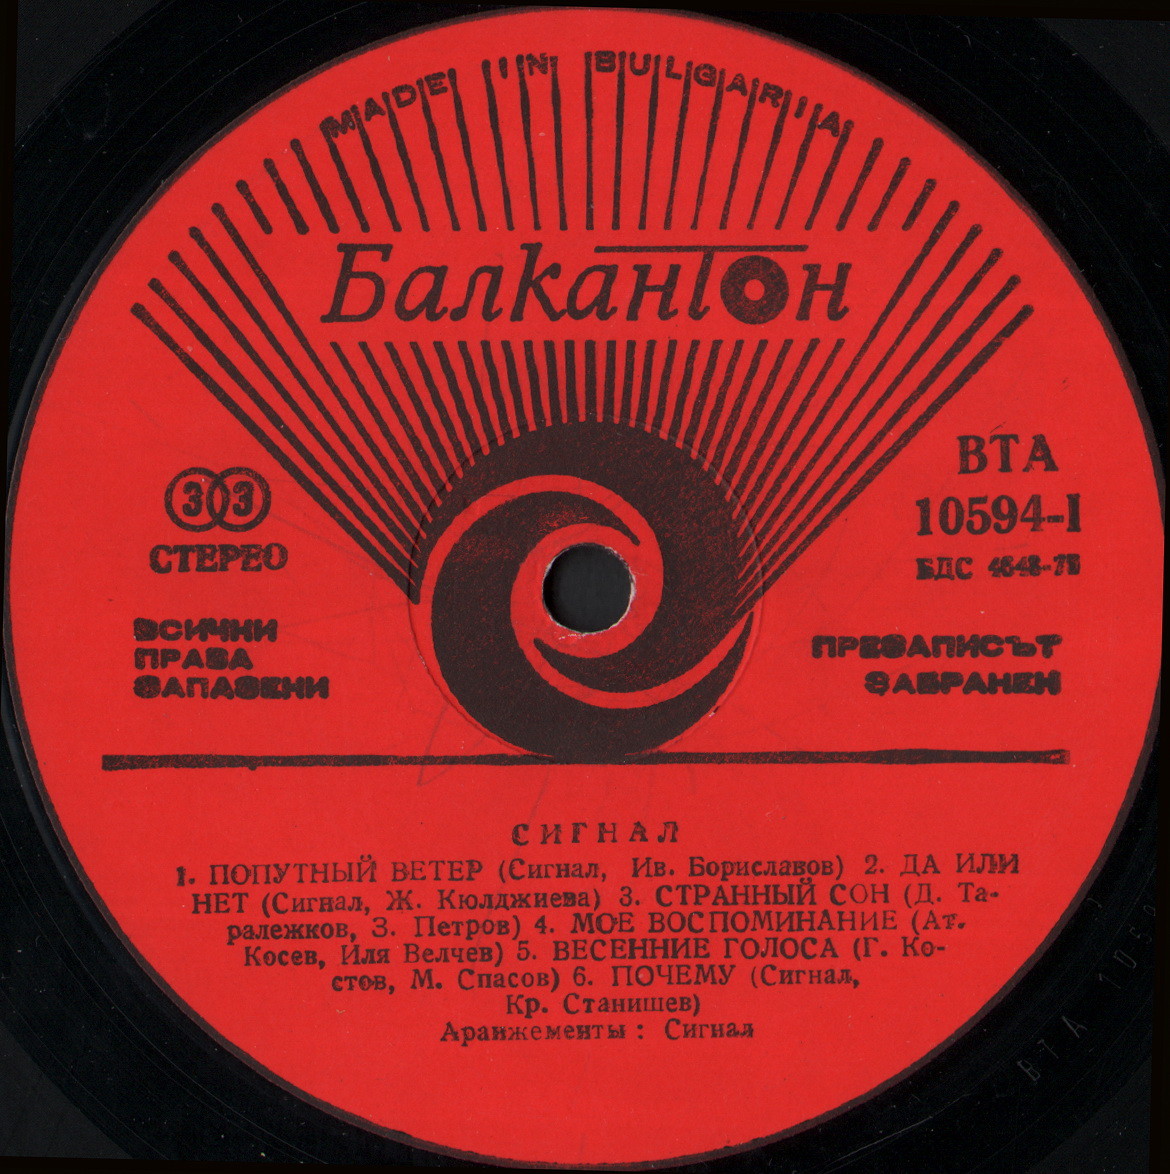 MADE IN BULGARIA
Балкантон
33
СТЕРЕО
ВСИЧКИ
ПРАВА
ЗАПАЗЕНИ
ВТА
10594-I
БДС
ПРЕЗАПИСЪТ
ЗАБРАНЕН
СИГНАЛ
1. ПОПУТНЫЙ ВЕТЕР (Сигнал, Ив. Бориславов) 2. ДА ИЛИ
НЕТ (Сигнал, Ж. Кюлджиева) 3. СТРАННЫЙ СОН (Д. Та-
ралежков, З. Петров) 4. МОЕ ВОСПОМИНАНИЕ (Ат.
Косев, Иля Велчев) 5. ВЕСЕННИЕ ГОЛОСА (Г. Ко-
стов, М. Спасов) 6. ПОЧЕМУ (Сигнал,
Кр. Станишев)
Аранжементы : Сигнал
ВТА